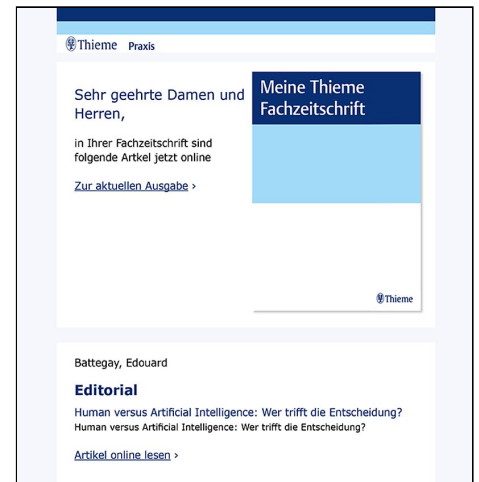 Thieme Praxis
Sehr geehrte Damen und
Herren,
in Ihrer Fachzeitschrift sind
folgende Artkel jetzt online
Zur aktuellen Ausgabe ›
Meine Thieme
Fachzeitschrift
Thieme
Battegay, Edouard
Editorial
Human versus Artificial Intelligence: Wer trifft die Entscheidung?
Human versus Artificial Intelligence: Wer trifft die Entscheidung?
Artikel online lesen ›